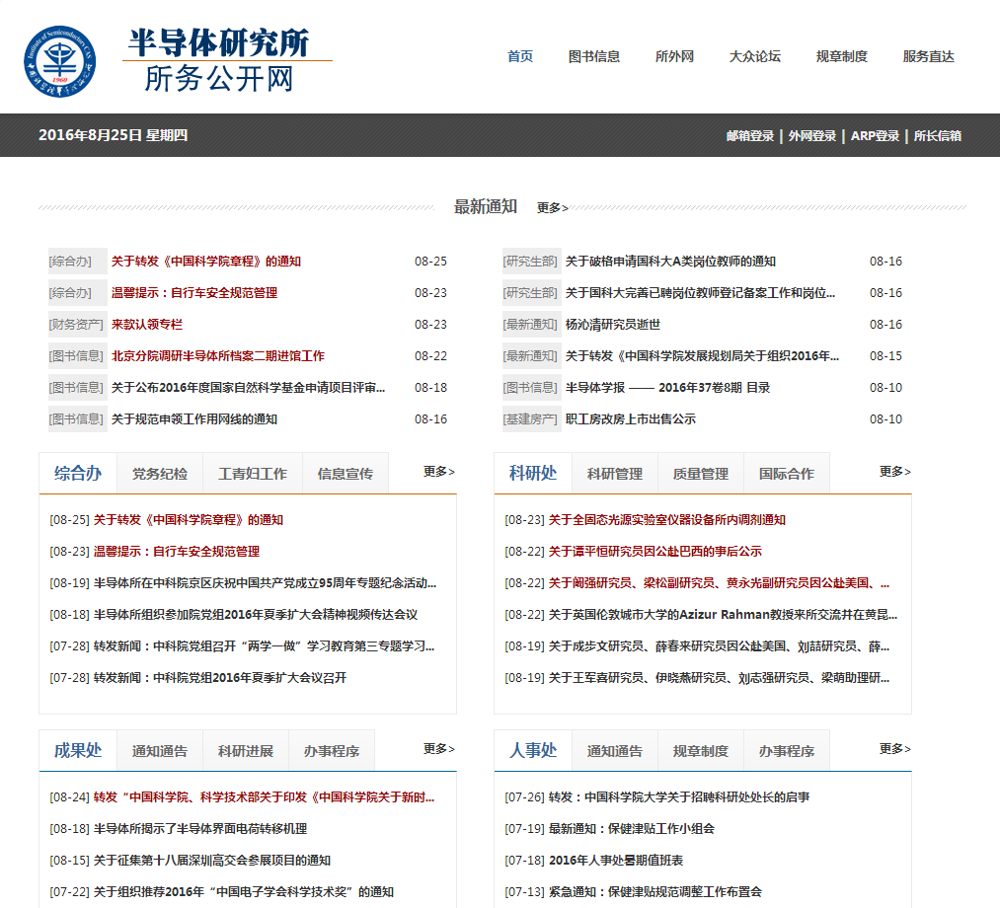 Institute of Semiconductors CAS
1960
半导体研究所
所务公开网
首页 图书信息 所外网 大众论坛 规章制度 服务直达
2016年8月25日 星期四
邮箱登录 | 外网登录 | ARP登录 | 所长信箱
最新通知 更多>
[综合办] 关于转发《中国科学院章程》的通知 08-25
[综合办] 温馨提示：自行车安全规范管理 08-23
[财务资产] 来款认领专栏 08-23
[图书信息] 北京分院调研半导体所档案二期进馆工作 08-22
[图书信息] 关于公布2016年度国家自然科学基金申请项目评审... 08-18
[图书信息] 关于规范申领工作用网线的通知 08-16
[研究生部] 关于破格申请国科大A类岗位教师的通知 08-16
[研究生部] 关于国科大完善已聘岗位教师登记备案工作和岗位... 08-16
[最新通知] 杨沁清研究员逝世 08-16
[最新通知] 关于转发《中国科学院发展规划局关于组织2016年... 08-15
[图书信息] 半导体学报 —— 2016年37卷8期 目录 08-10
[基建房产] 职工房改房上市出售公示 08-10
综合办 党务纪检 工青妇工作 信息宣传 更多>
[08-25] 关于转发《中国科学院章程》的通知
[08-23] 温馨提示：自行车安全规范管理
[08-19] 半导体所在中科院京区庆祝中国共产党成立95周年专题纪念活动...
[08-18] 半导体所组织参加院党组2016年夏季扩大会精神视频传达会议
[07-28] 转发新闻：中科院党组召开“两学一做”学习教育第三专题学习...
[07-28] 转发新闻：中科院党组2016年夏季扩大会议召开
科研处 科研管理 质量管理 国际合作 更多>
[08-23] 关于全固态光源实验室仪器设备所内调剂通知
[08-22] 关于谭平恒研究员因公赴巴西的事后公示
[08-22] 关于阚强研究员、梁松副研究员、黄永光副研究员因公赴美国、...
[08-22] 关于英国伦敦城市大学的Azizur Rahman教授来所交流并在黄昆...
[08-19] 关于成步文研究员、薛春来研究员因公赴美国、刘喆研究员、薛...
[08-19] 关于王军喜研究员、伊晓燕研究员、刘志强研究员、梁萌助理研...
成果处 通知通告 科研进展 办事程序 更多>
[08-24] 转发“中国科学院、科学技术部关于印发《中国科学院关于新时...
[08-18] 半导体所揭示了半导体界面电荷转移机理
[08-15] 关于征集第十八届深圳高交会参展项目的通知
[07-22] 关于组织推荐2016年“中国电子学会科学技术奖”的通知
人事处 通知通告 规章制度 办事程序 更多>
[07-26] 转发：中国科学院大学关于招聘科研处处长的启事
[07-19] 最新通知：保健津贴工作小组会
[07-18] 2016年人事处暑期值班表
[07-13] 紧急通知：保健津贴规范调整工作布置会